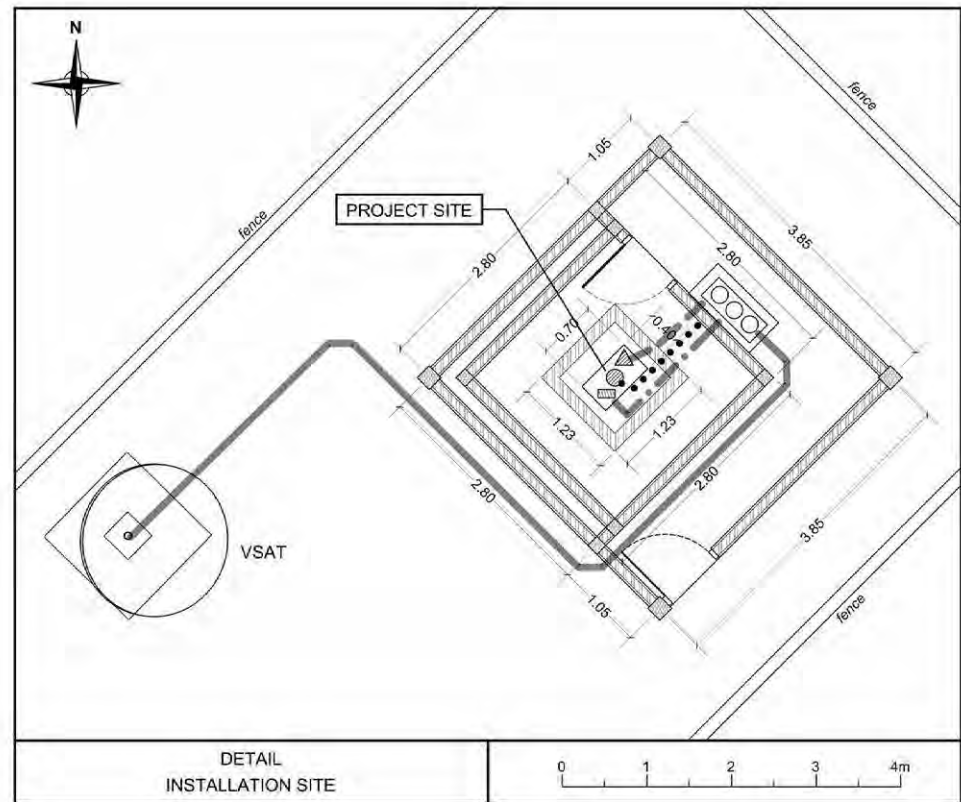 N
fence
fence
1.05
PROJECT SITE
3.85
2.80
2.80
0.70
0.40
1.23
1.23
2.80
2.80
VSAT
3.85
1.05
fence
DETAIL
INSTALLATION SITE
0 1 2 3 4m